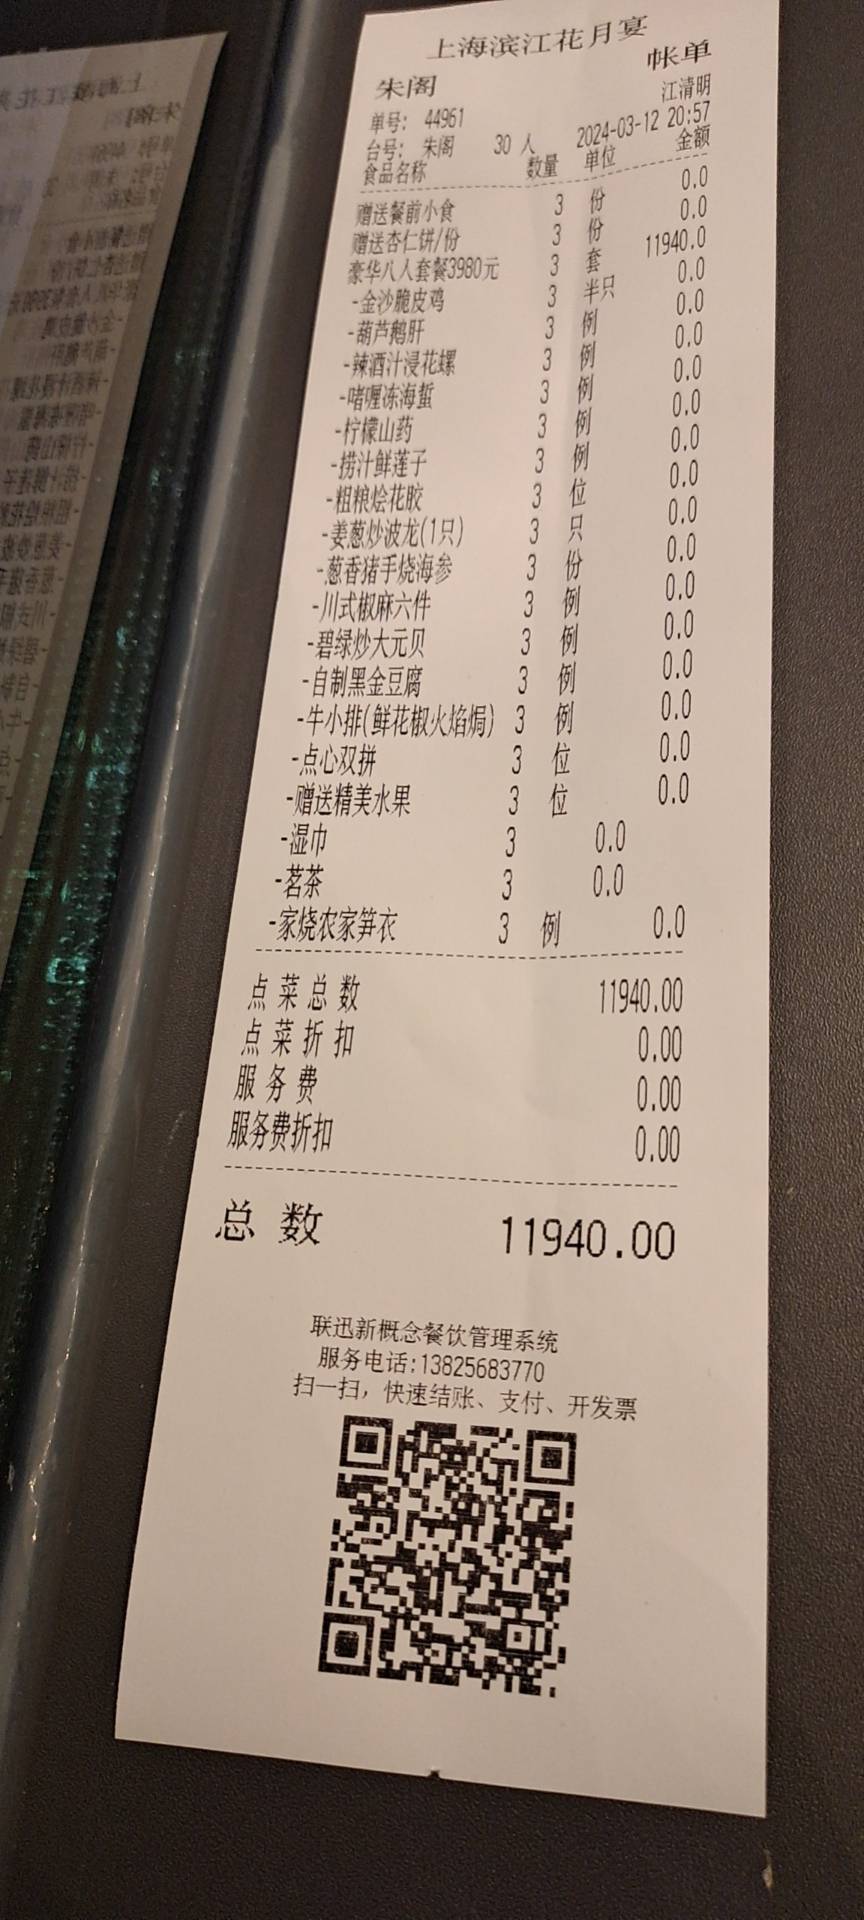 上海滨江花月宴
朱阁 帐单
单号: 44961 江清明
台号: 朱阁 30 人 2024-03-12 20:57
食品名称 数量 单位 金额
赠送餐前小食 3 份 0.0
赠送杏仁饼/份 3 份 0.0
豪华八人套餐3980元 3 套 11940.0
-金沙脆皮鸡 3 半只 0.0
-葫芦鹅肝 3 例 0.0
-辣酒汁浸花螺 3 例 0.0
-啫喱冻海蜇 3 例 0.0
-柠檬山药 3 例 0.0
-捞汁鲜莲子 3 例 0.0
-粗粮烩花胶 3 位 0.0
-姜葱炒波龙(1只) 3 只 0.0
-葱香猪手烧海参 3 份 0.0
-川式椒麻六件 3 例 0.0
-碧绿炒大元贝 3 例 0.0
-自制黑金豆腐 3 例 0.0
-牛小排(鲜花椒火焰焗) 3 例 0.0
-点心双拼 3 位 0.0
-赠送精美水果 3 位 0.0
-湿巾 3 0.0
-茗茶 3 0.0
-家烧农家笋衣 3 例 0.0
点菜总数 11940.00
点菜折扣 0.00
服务费 0.00
服务费折扣 0.00
总数 11940.00
联迅新概念餐饮管理系统
服务电话:13825683770
扫一扫，快速结账、支付、开发票